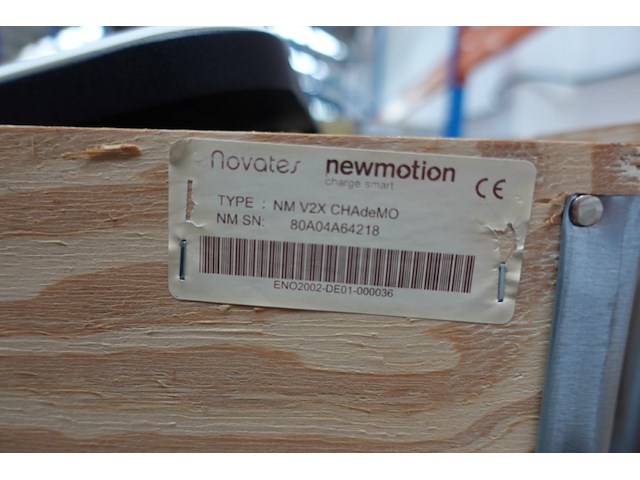 novates newmotion
charge smart
CE
TYPE : NM V2X CHAdeMO
NM SN: 80A04A64218
ENO2002-DE01-000036